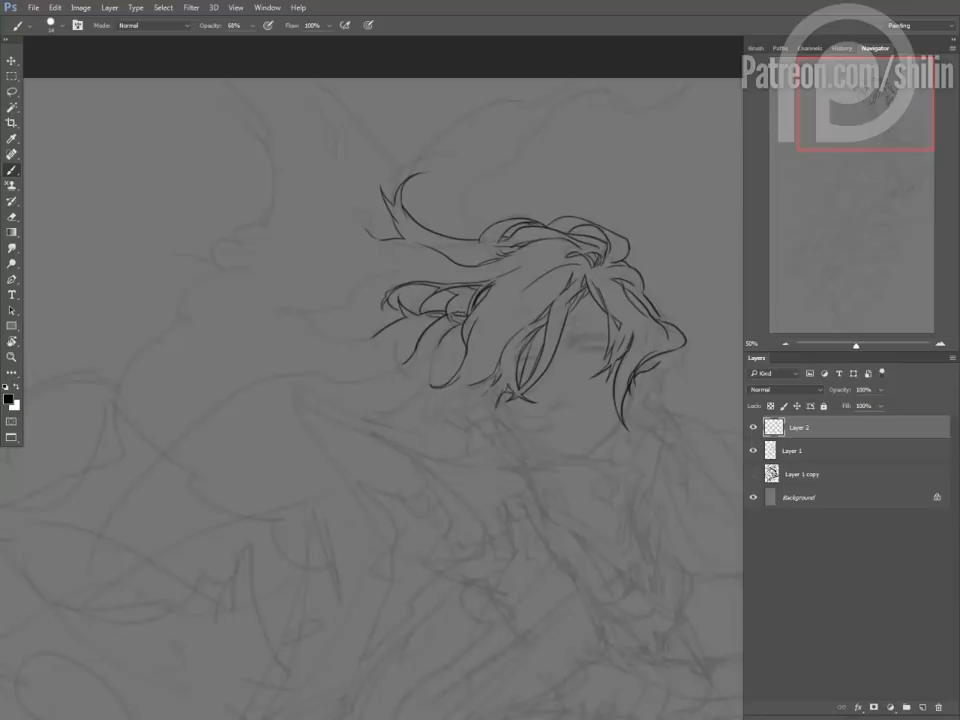 Ps File Edit Image Layer Type Select Filter 3D View Window Help
Mode: Normal Opacity: 68% Flow: 100% Painting
Brush Paths Channels History Navigator
Patreon.com/shilin
50%
Layers
Kind
Normal Opacity: 100%
Lock: Fill: 100%
Layer 2
Layer 1
Layer 1 copy
Background
fx